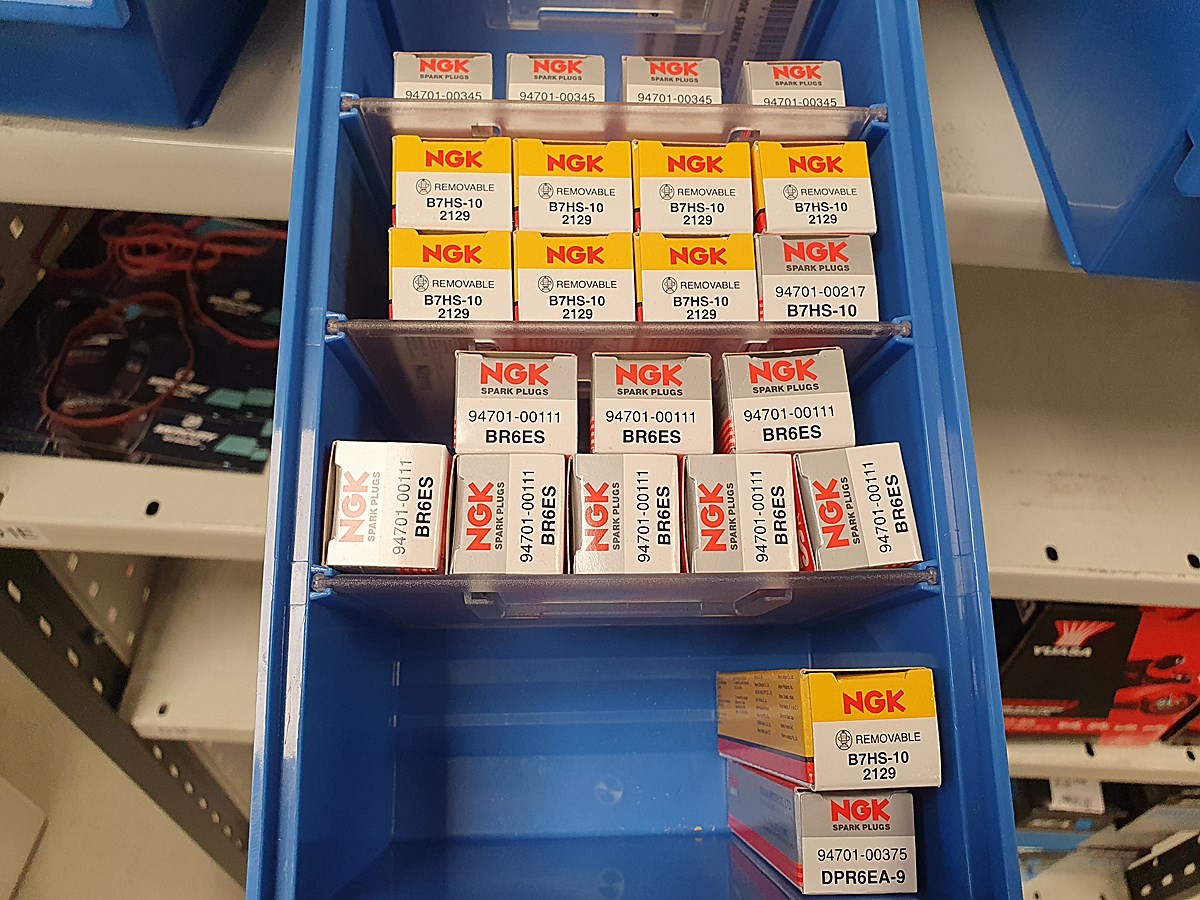 NGK
SPARK PLUGS
94701-00345
NGK
SPARK PLUGS
94701-00345
NGK
SPARK PLUGS
94701-00345
NGK
SPARK PLUGS
94701-00345
NGK
REMOVABLE
B7HS-10
2129
NGK
REMOVABLE
B7HS-10
2129
NGK
REMOVABLE
B7HS-10
2129
NGK
REMOVABLE
B7HS-10
2129
NGK
REMOVABLE
B7HS-10
2129
NGK
REMOVABLE
B7HS-10
2129
NGK
REMOVABLE
B7HS-10
2129
NGK
SPARK PLUGS
94701-00217
B7HS-10
NGK
SPARK PLUGS
94701-00111
BR6ES
NGK
SPARK PLUGS
94701-00111
BR6ES
NGK
SPARK PLUGS
94701-00111
BR6ES
NGK
SPARK PLUGS
94701-00111
BR6ES
NGK
SPARK PLUGS
94701-00111
BR6ES
NGK
SPARK PLUGS
94701-00111
BR6ES
NGK
SPARK PLUGS
94701-00111
BR6ES
NGK
SPARK PLUGS
94701-00111
BR6ES
YUASA
NGK
REMOVABLE
B7HS-10
2129
NGK
SPARK PLUGS
94701-00375
DPR6EA-9